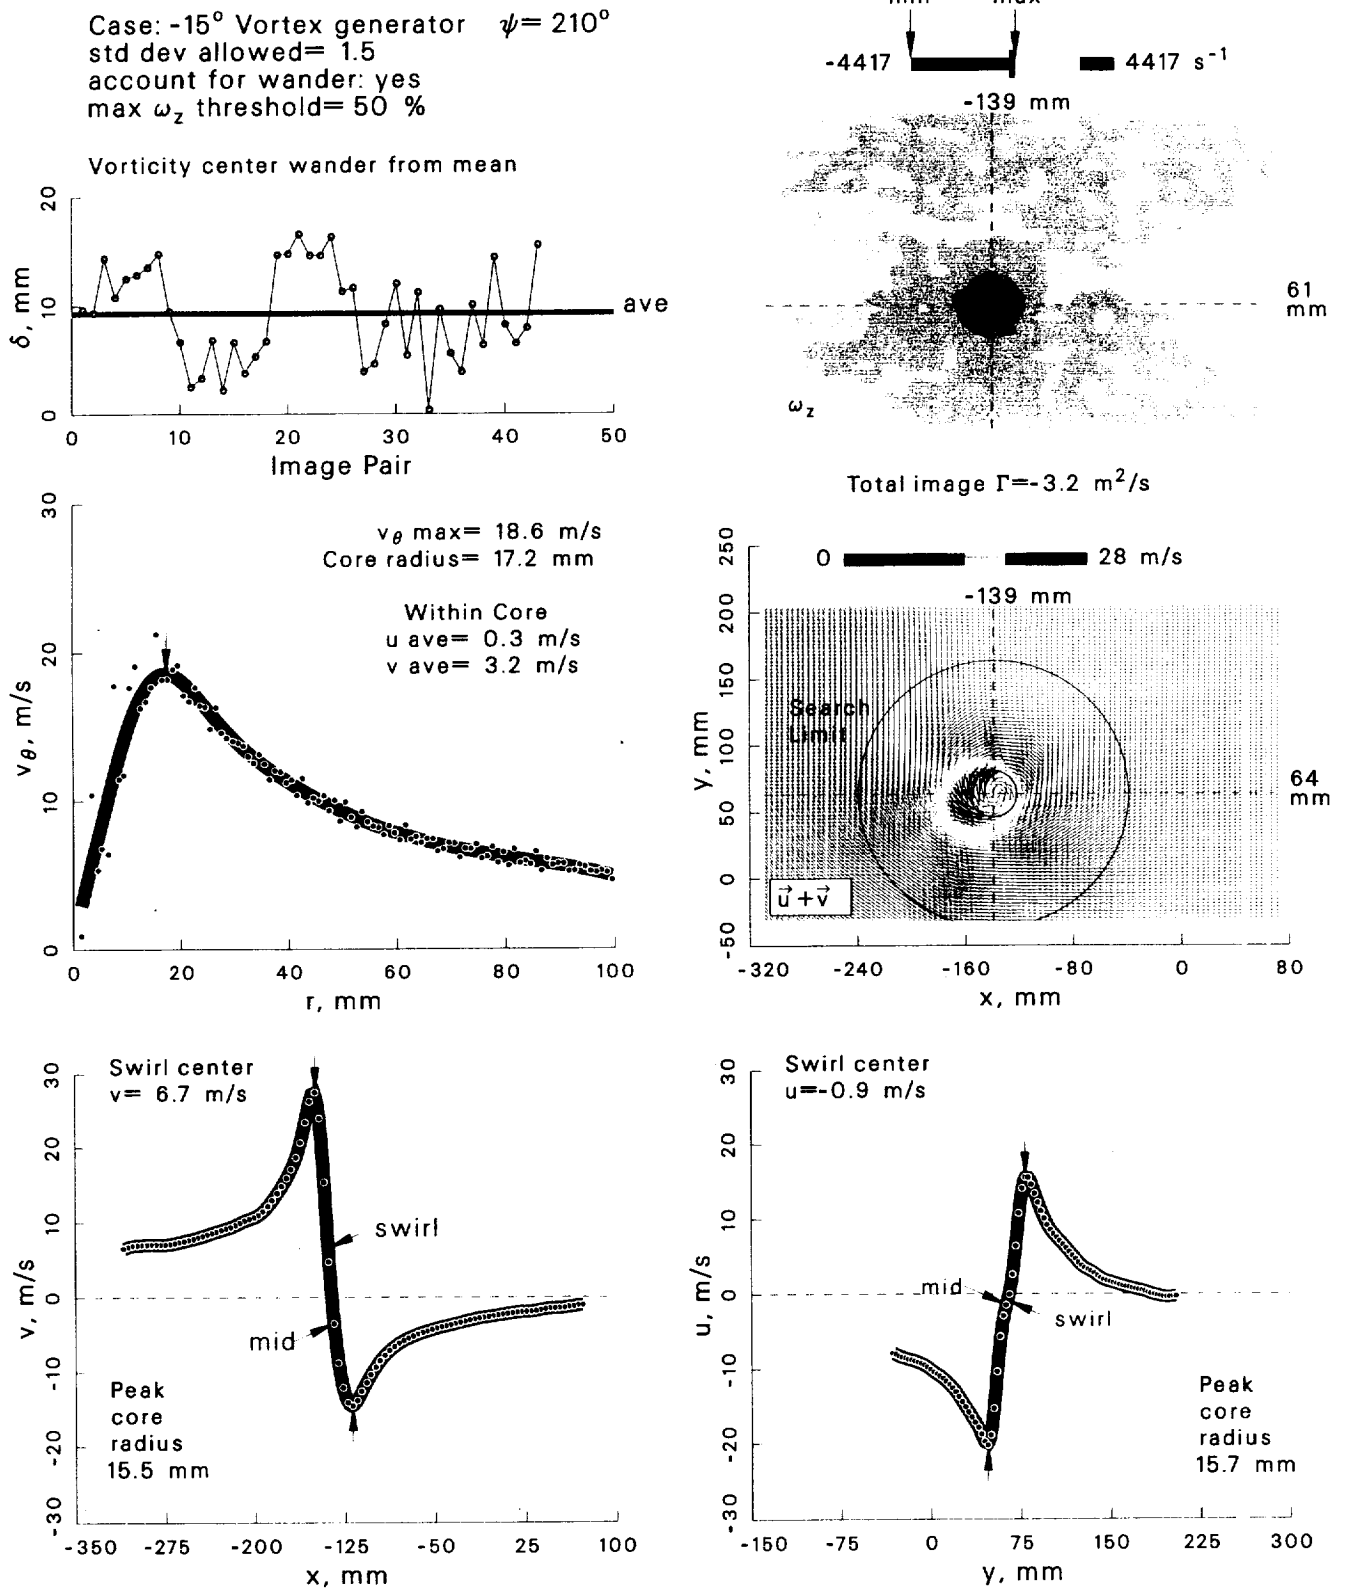 Case: -15° Vortex generator ψ= 210°
std dev allowed= 1.5
account for wander: yes
max ω_z threshold= 50 %
Vorticity center wander from mean
20
10
0
δ, mm
ave
0 10 20 30 40 50
Image Pair
min max
-4417 4417 s⁻¹
-139 mm
61
mm
ω_z
Total image Γ=-3.2 m²/s
30
20
10
0
v_θ, m/s
v_θ max= 18.6 m/s
Core radius= 17.2 mm
Within Core
u ave= 0.3 m/s
v ave= 3.2 m/s
0 20 40 60 80 100
r, mm
0 28 m/s
-139 mm
250
200
150
100
50
0
-50
y, mm
Search
Limit
64
mm
u⃗+v⃗
-320 -240 -160 -80 0 80
x, mm
Swirl center
v= 6.7 m/s
30
20
10
0
-10
-20
-30
v, m/s
swirl
mid
Peak
core
radius
15.5 mm
-350 -275 -200 -125 -50 25 100
x, mm
Swirl center
u=-0.9 m/s
30
20
10
0
-10
-20
-30
u, m/s
mid
swirl
Peak
core
radius
15.7 mm
-150 -75 0 75 150 225 300
y, mm